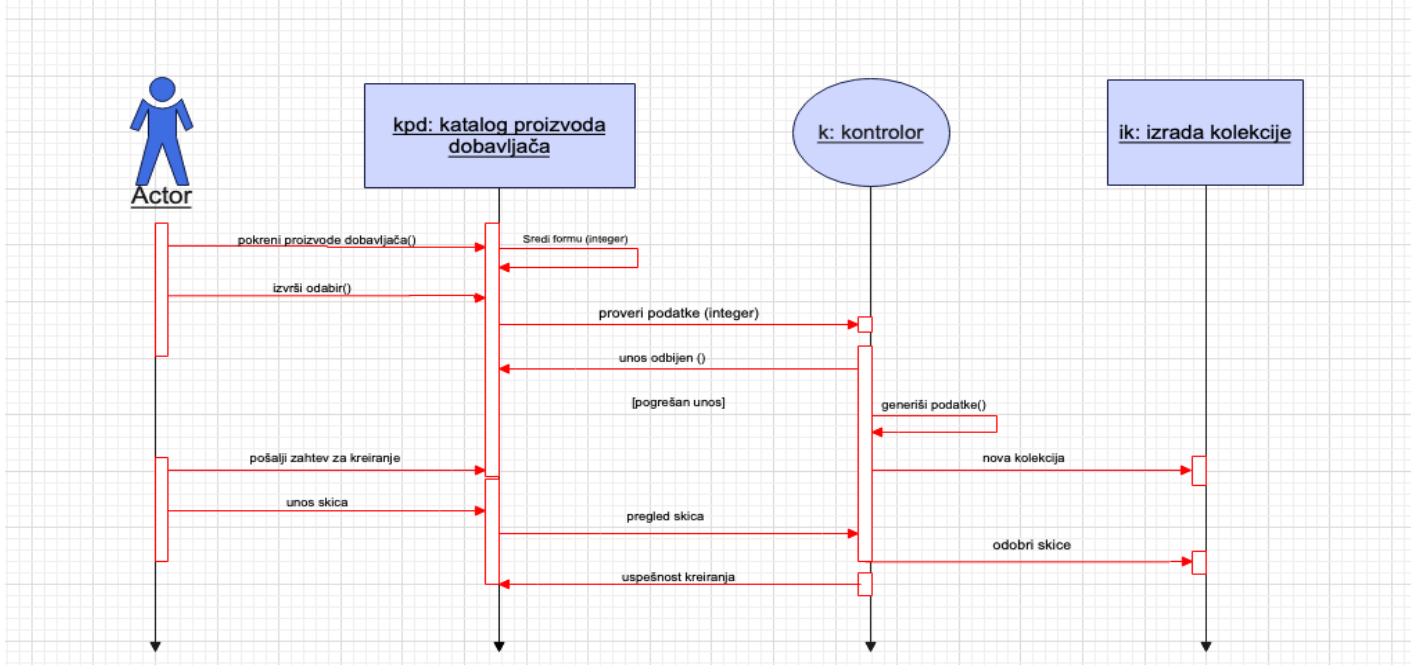 kpd: katalog proizvoda
dobavljača
k: kontrolor
ik: izrada kolekcije
Actor
pokreni proizvode dobavljača()
Sredi formu (integer)
izvrši odabir()
proveri podatke (integer)
unos odbijen ()
[pogrešan unos]
generiši podatke()
pošalji zahtev za kreiranje
nova kolekcija
unos skica
pregled skica
odobri skice
uspešnost kreiranja